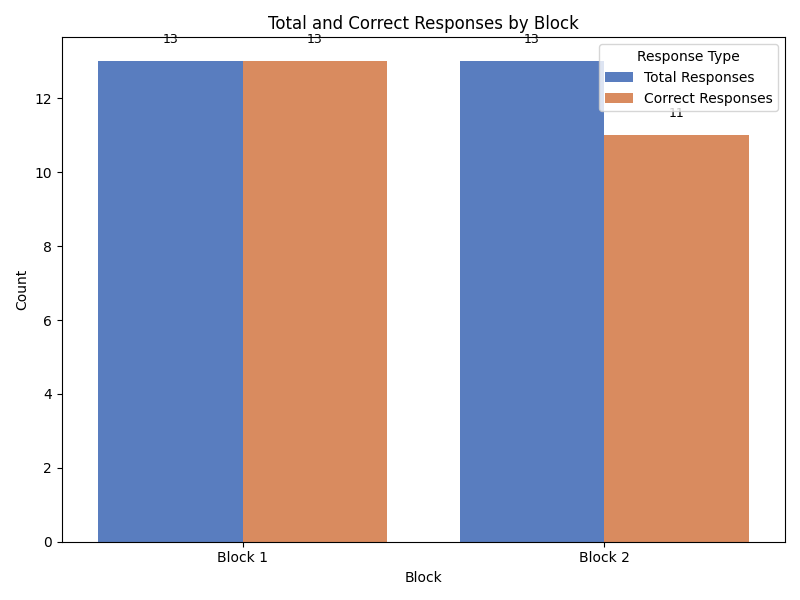 Total and Correct Responses by Block
13
13
13
11
Response Type
Total Responses
Correct Responses
Count
12
10
8
6
4
2
0
Block 1
Block 2
Block